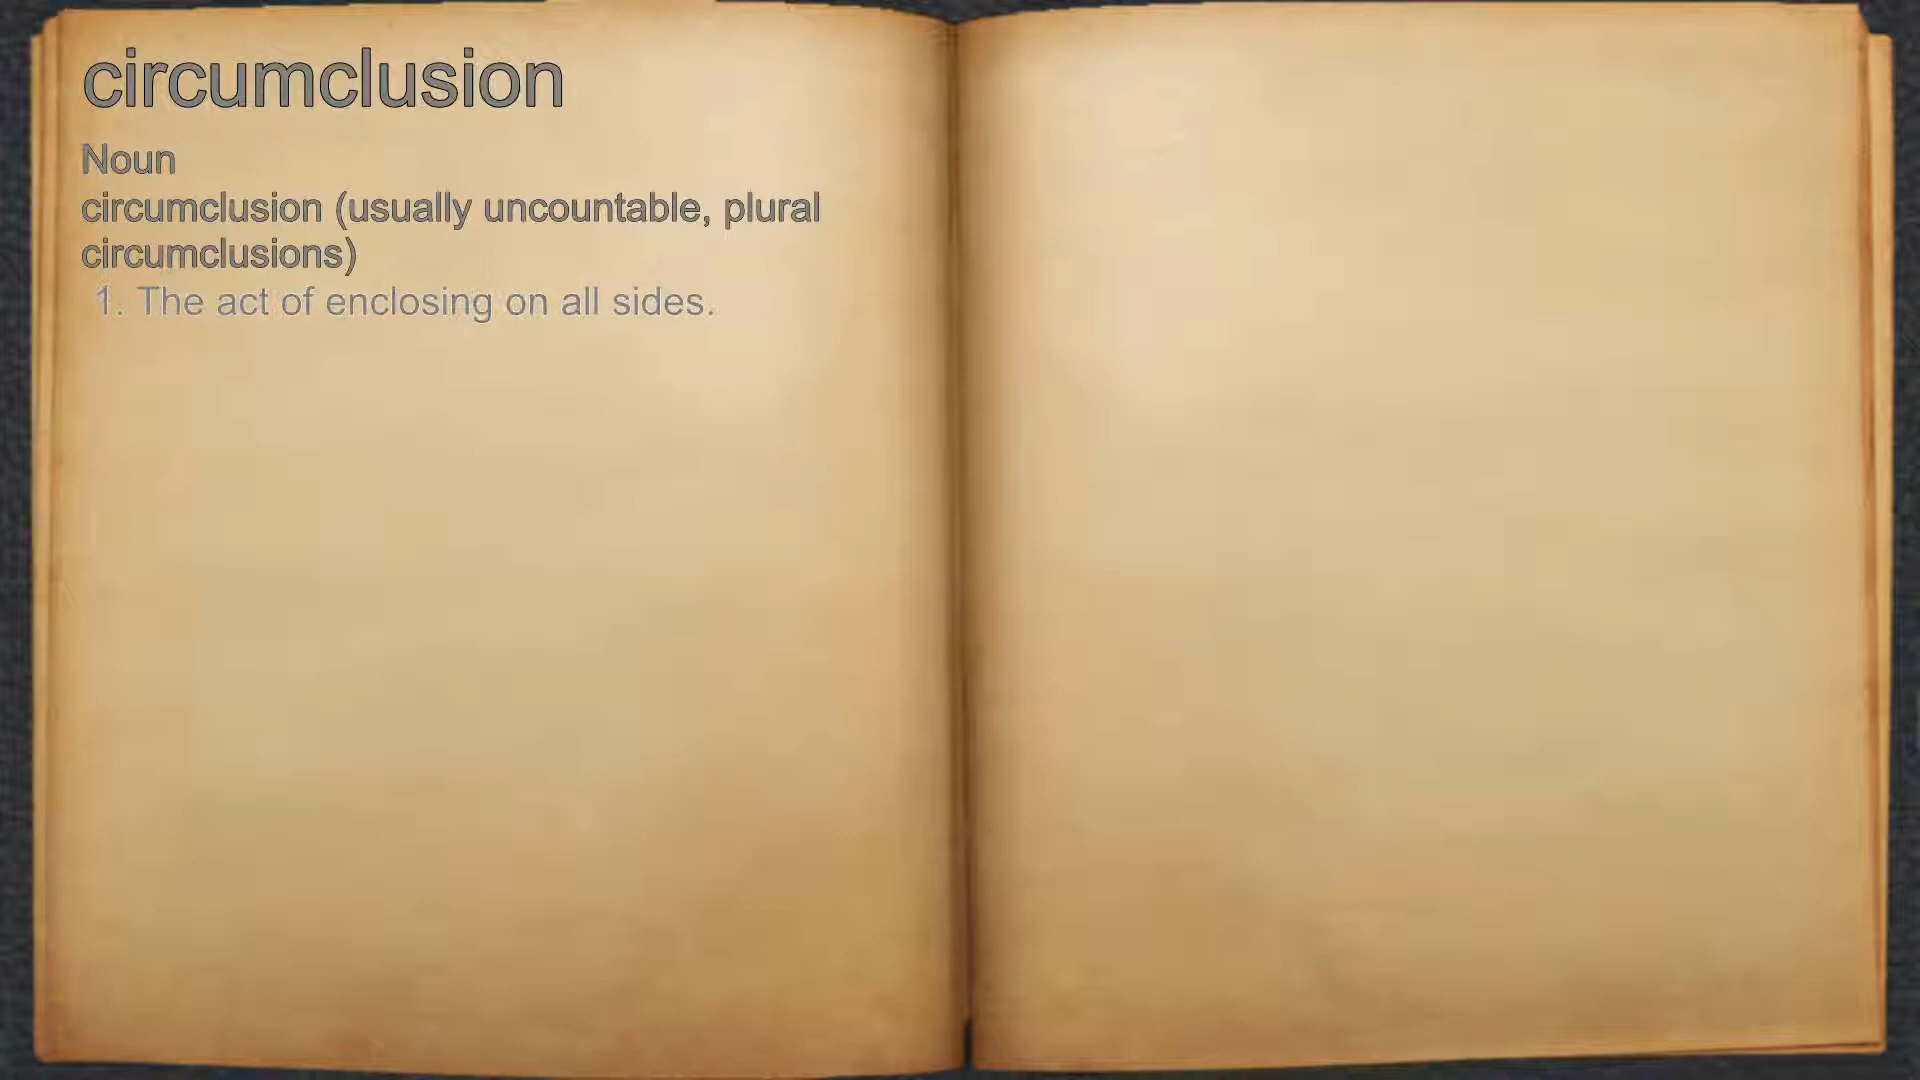 circumclusion
Noun
circumclusion (usually uncountable, plural
circumclusions)
1. The act of enclosing on all sides.